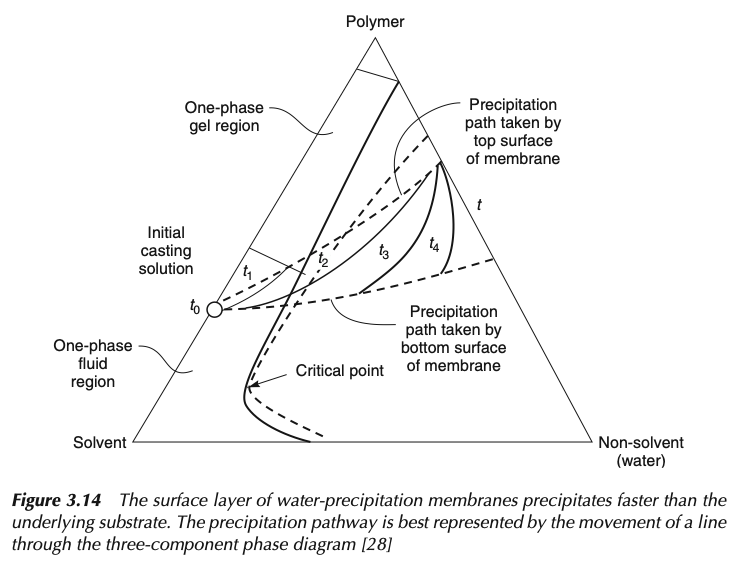 Polymer
One-phase
gel region
Precipitation
path taken by
top surface
of membrane
t
Initial
casting
solution
t1
t2
t3
t4
t0
One-phase
fluid
region
Precipitation
path taken by
bottom surface
of membrane
Critical point
Solvent
Non-solvent
(water)
Figure 3.14 The surface layer of water-precipitation membranes precipitates faster than the
underlying substrate. The precipitation pathway is best represented by the movement of a line
through the three-component phase diagram [28]